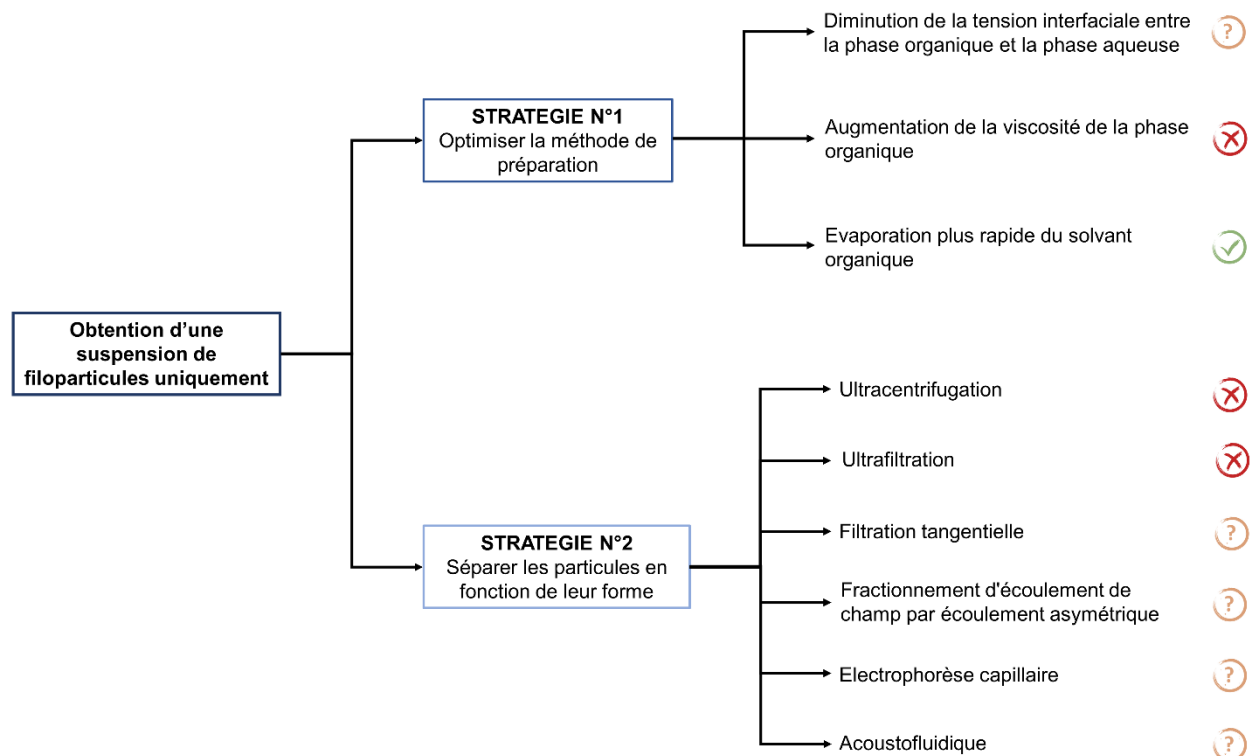 Diminution de la tension interfaciale entre
la phase organique et la phase aqueuse
?
STRATEGIE N°1
Optimiser la méthode de
préparation
Augmentation de la viscosité de la phase
organique
Evaporation plus rapide du solvant
organique
Obtention d'une
suspension de
filoparticules uniquement
Ultracentrifugation
Ultrafiltration
STRATEGIE N°2
Séparer les particules en
fonction de leur forme
Filtration tangentielle
?
Fractionnement d'écoulement de
champ par écoulement asymétrique
?
Electrophorèse capillaire
?
Acoustofluidique
?